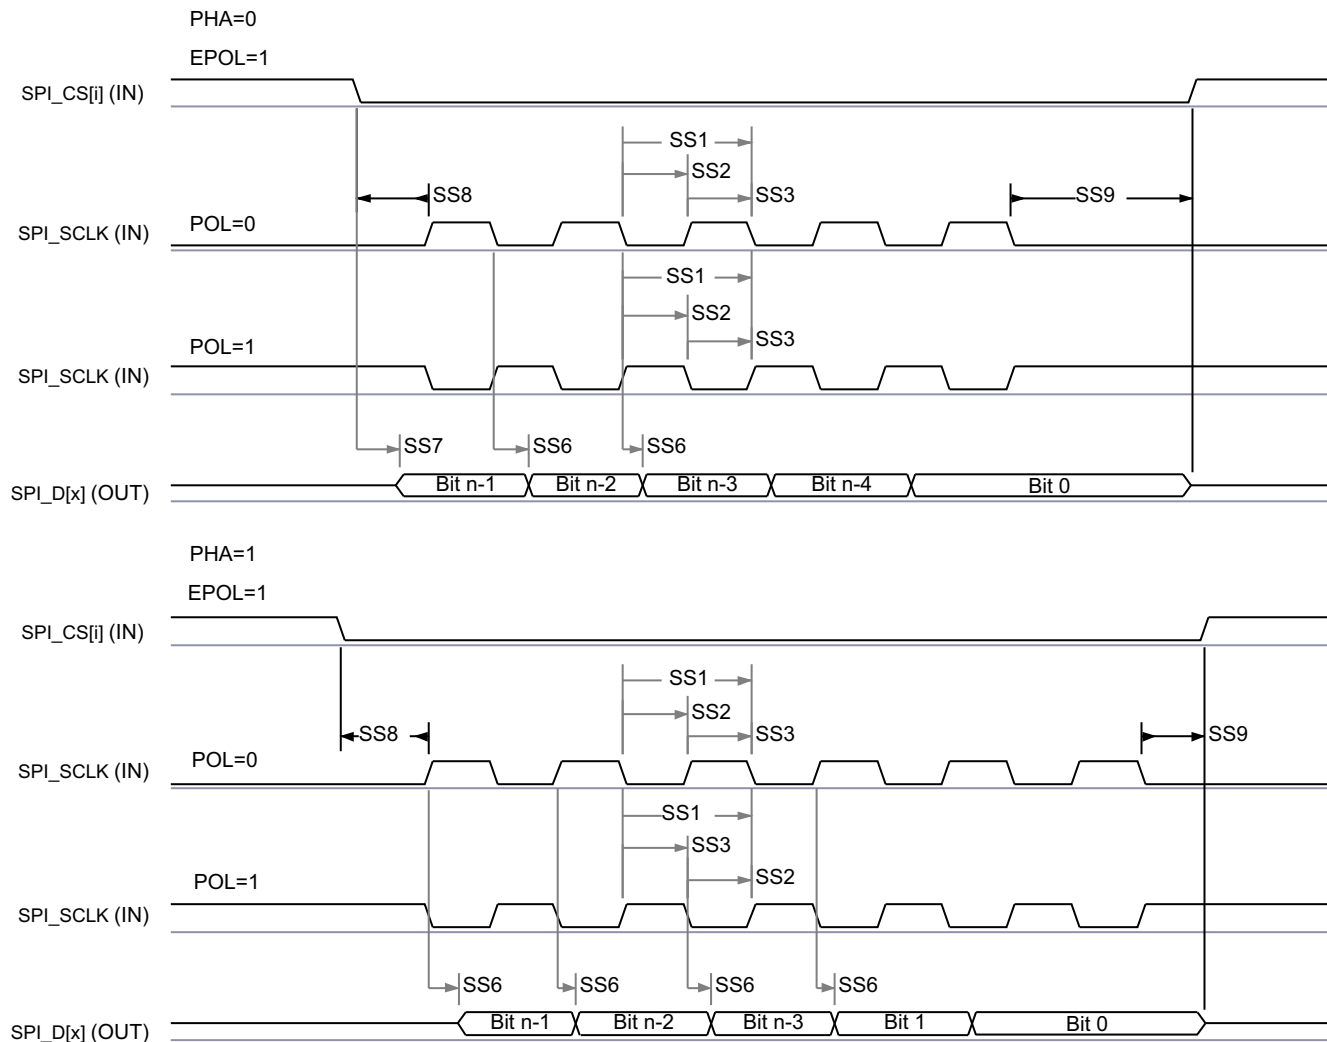 PHA=0
EPOL=1
SPI_CS[i] (IN)
SS1
SS2
SS8
SS3
SS9
POL=0
SPI_SCLK (IN)
SS1
SS2
SS3
POL=1
SPI_SCLK (IN)
SS7
SS6
SS6
SPI_D[x] (OUT)
Bit n-1
Bit n-2
Bit n-3
Bit n-4
Bit 0
PHA=1
EPOL=1
SPI_CS[i] (IN)
SS1
SS2
SS8
SS3
SS9
POL=0
SPI_SCLK (IN)
SS1
SS3
SS2
POL=1
SPI_SCLK (IN)
SS6
SS6
SS6
SS6
SPI_D[x] (OUT)
Bit n-1
Bit n-2
Bit n-3
Bit 1
Bit 0